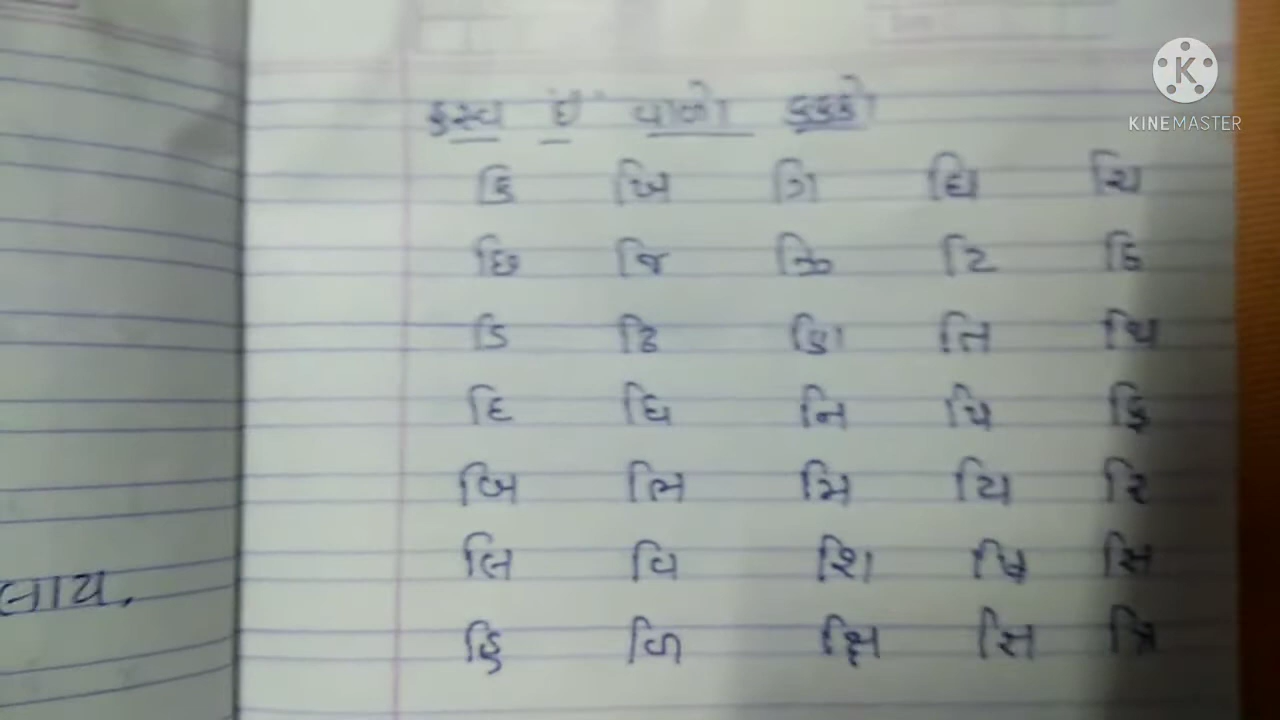 હ્રસ્વ "ઇ" વાળો કક્કો
કિ ખિ ગિ ઘિ ચિ
છિ જિ ઝિ ટિ ઠિ
ડિ ઢિ ણિ તિ થિ
દિ ધિ નિ પિ ફિ
બિ ભિ મિ યિ રિ
લિ વિ શિ ષિ સિ
હિ ળિ ક્ષિ
લાય.
KINEMASTER